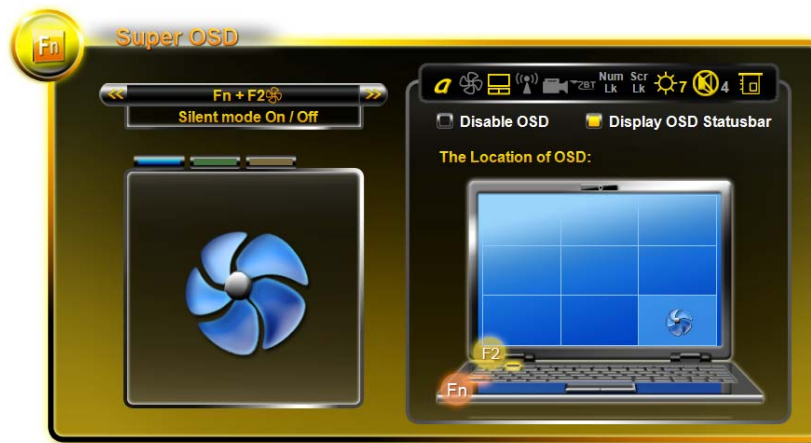 Fn
Super OSD
<< Fn + F2 >>
Silent mode On / Off
a 2BT Num Lk Scr Lk 7 4
Disable OSD
Display OSD Statusbar
The Location of OSD:
F2
Fn